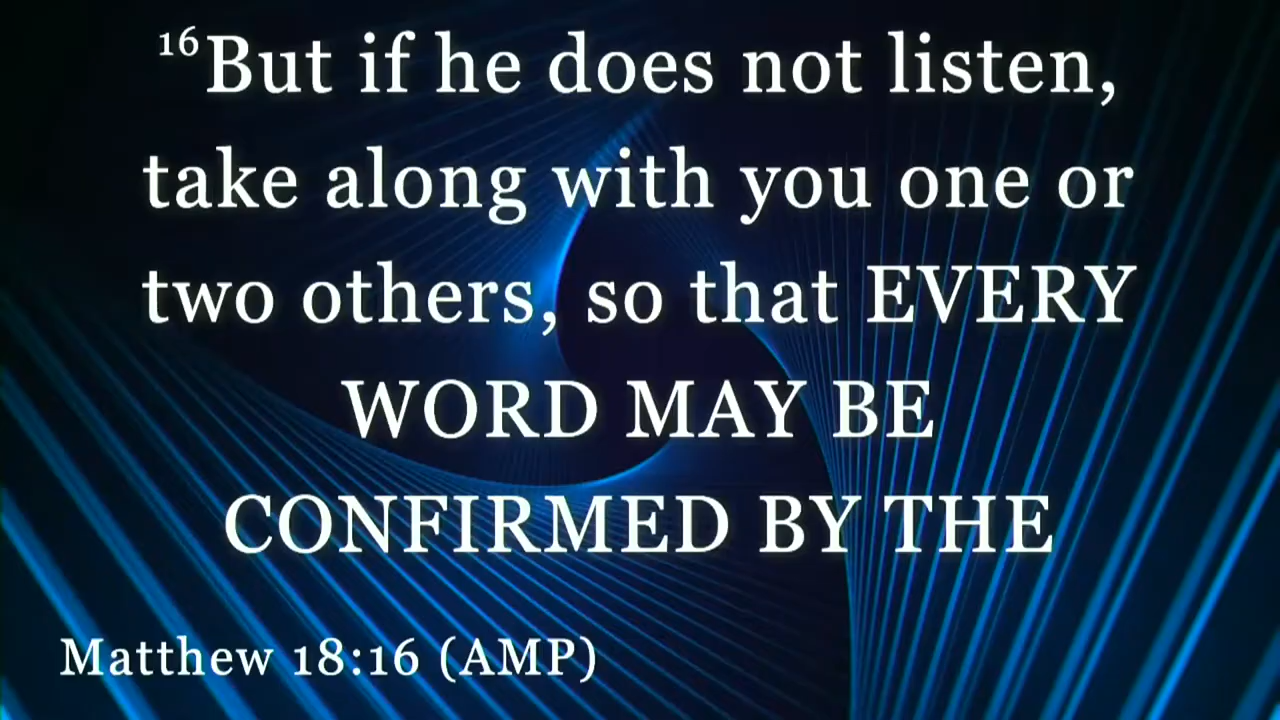 16But if he does not listen,
take along with you one or
two others, so that EVERY
WORD MAY BE
CONFIRMED BY THE
Matthew 18:16 (AMP)